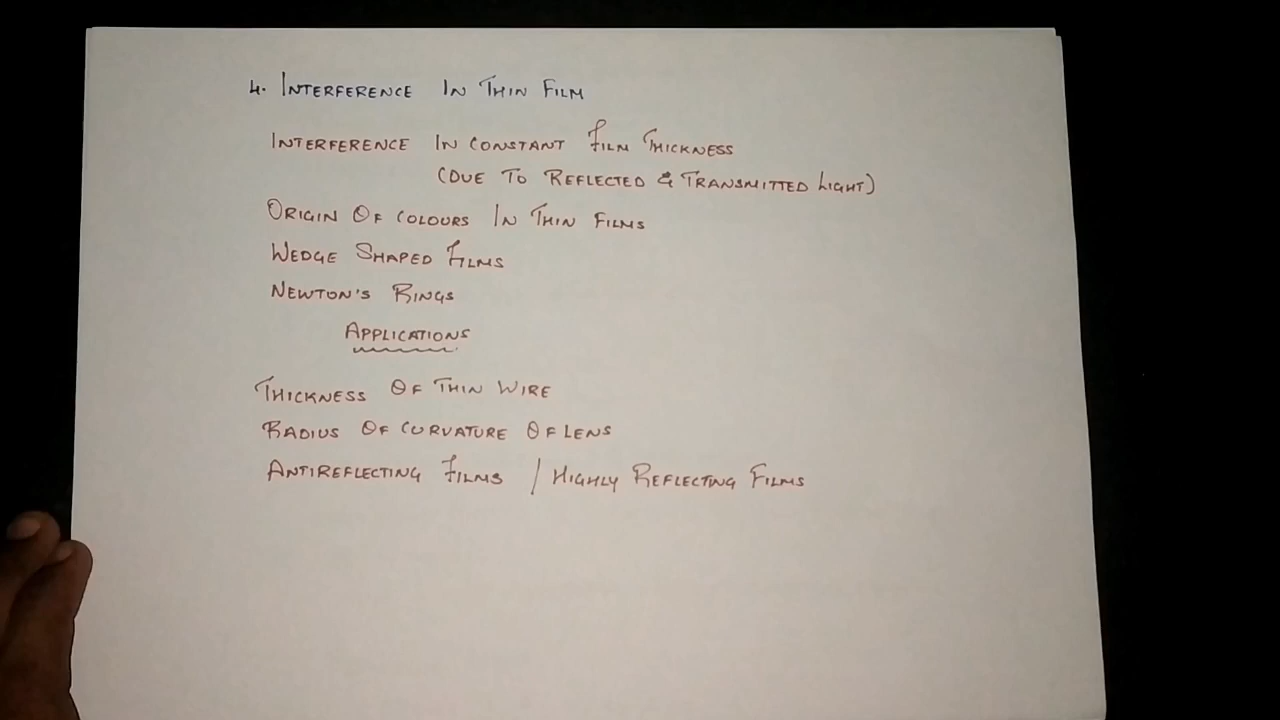 4. INTERFERENCE IN THIN FILM
INTERFERENCE IN CONSTANT FILM THICKNESS
(DUE TO REFLECTED & TRANSMITTED LIGHT)
ORIGIN OF COLOURS IN THIN FILMS
WEDGE SHAPED FILMS
NEWTON'S RINGS
APPLICATIONS
THICKNESS OF THIN WIRE
RADIUS OF CURVATURE OF LENS
ANTIREFLECTING FILMS / HIGHLY REFLECTING FILMS